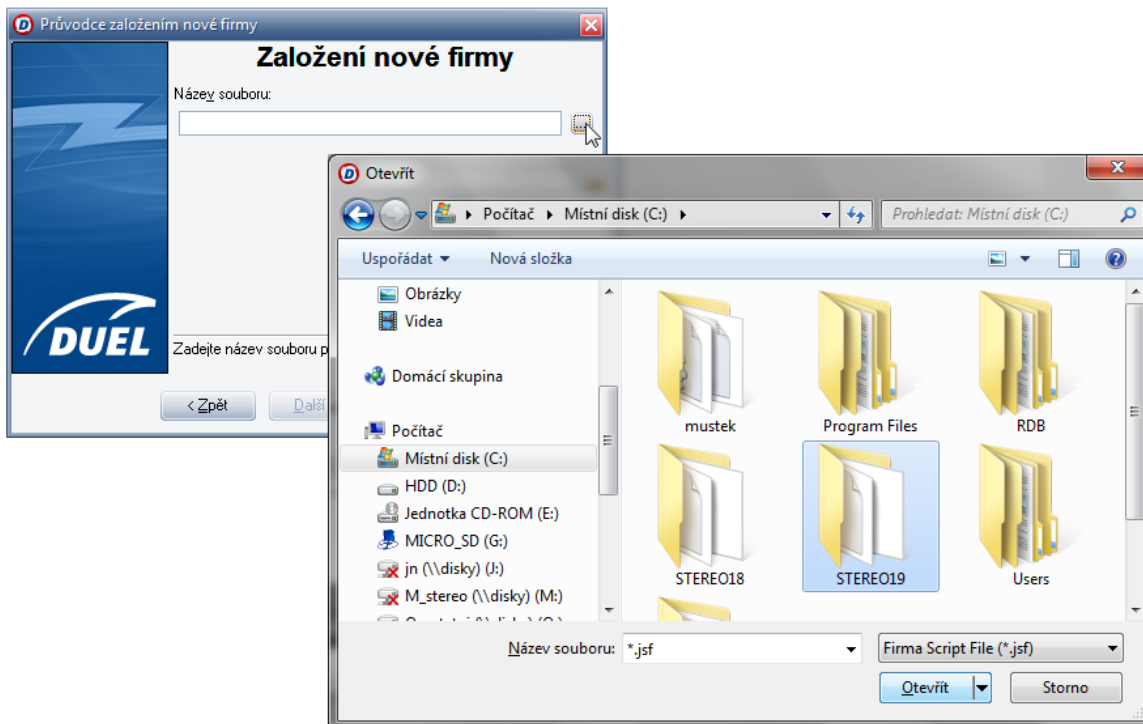 Průvodce založením nové firmy
Založení nové firmy
Název souboru:
DUEL
Zadejte název souboru p
< Zpět
Další
Otevřít
Počítač
Místní disk (C:)
Prohledat: Místní disk (C:)
Uspořádat
Nová složka
Obrázky
Videa
Domácí skupina
Počítač
Místní disk (C:)
HDD (D:)
Jednotka CD-ROM (E:)
MICRO_SD (G:)
jn (\\disky) (J:)
M_stereo (\\disky) (M:)
mustek
Program Files
RDB
STEREO18
STEREO19
Users
Název souboru:
*.jsf
Firma Script File (*.jsf)
Otevřít
Storno